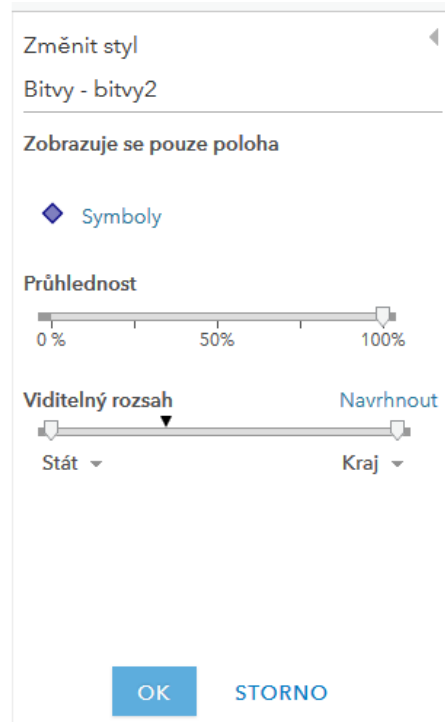 Změnit styl
Bitvy - bitvy2
Zobrazuje se pouze poloha
Symboly
Průhlednost
0 % 50% 100%
Viditelný rozsah Navrhnout
Stát Kraj
OK STORNO